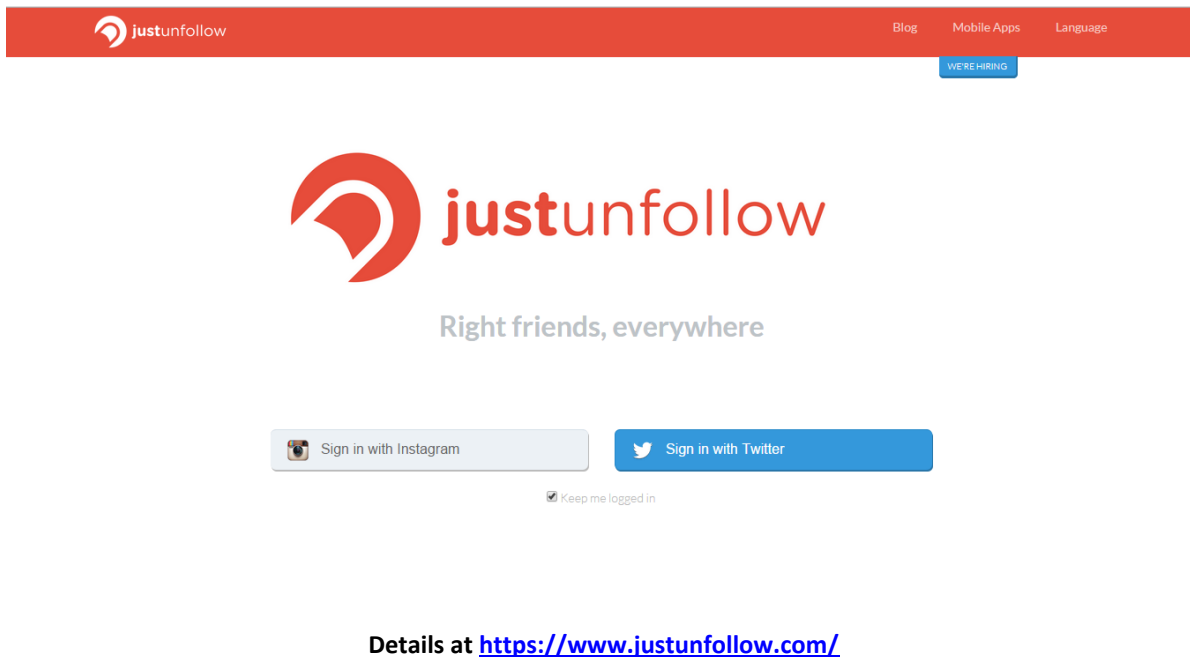 justunfollow Blog Mobile Apps Language
WE'RE HIRING
justunfollow
Right friends, everywhere
Sign in with Instagram Sign in with Twitter
Keep me logged in
Details at https://www.justunfollow.com/